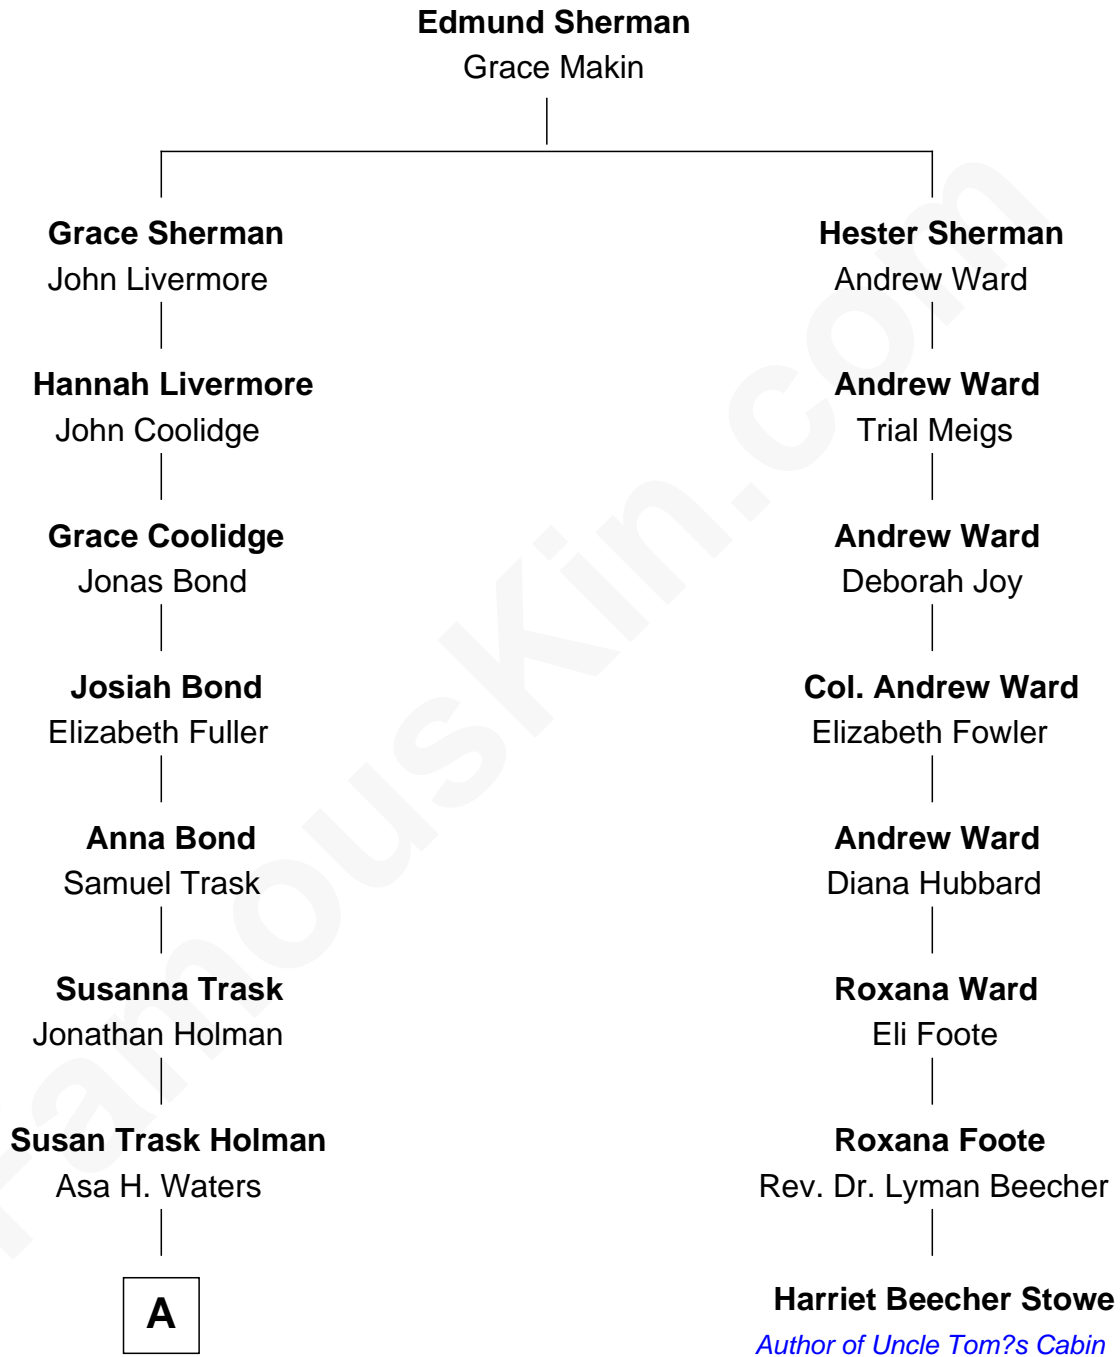 Edmund Sherman
Grace Makin
Grace Sherman
John Livermore
Hester Sherman
Andrew Ward
Hannah Livermore
John Coolidge
Andrew Ward
Trial Meigs
Grace Coolidge
Jonas Bond
Andrew Ward
Deborah Joy
Josiah Bond
Elizabeth Fuller
Col. Andrew Ward
Elizabeth Fowler
Anna Bond
Samuel Trask
Andrew Ward
Diana Hubbard
Susanna Trask
Jonathan Holman
Roxana Ward
Eli Foote
Susan Trask Holman
Asa H. Waters
Roxana Foote
Rev. Dr. Lyman Beecher
A
Harriet Beecher Stowe
Author of Uncle Tom?s Cabin
FamousKin.com